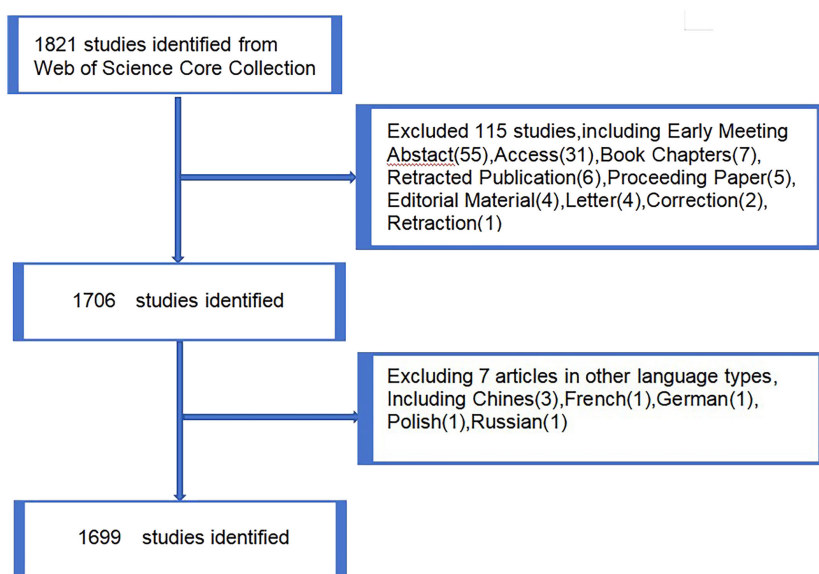 1821 studies identified from
Web of Science Core Collection
Excluded 115 studies,including Early Meeting
Abstact(55),Access(31),Book Chapters(7),
Retracted Publication(6),Proceeding Paper(5),
Editorial Material(4),Letter(4),Correction(2),
Retraction(1)
1706 studies identified
Excluding 7 articles in other language types,
Including Chines(3),French(1),German(1),
Polish(1),Russian(1)
1699 studies identified